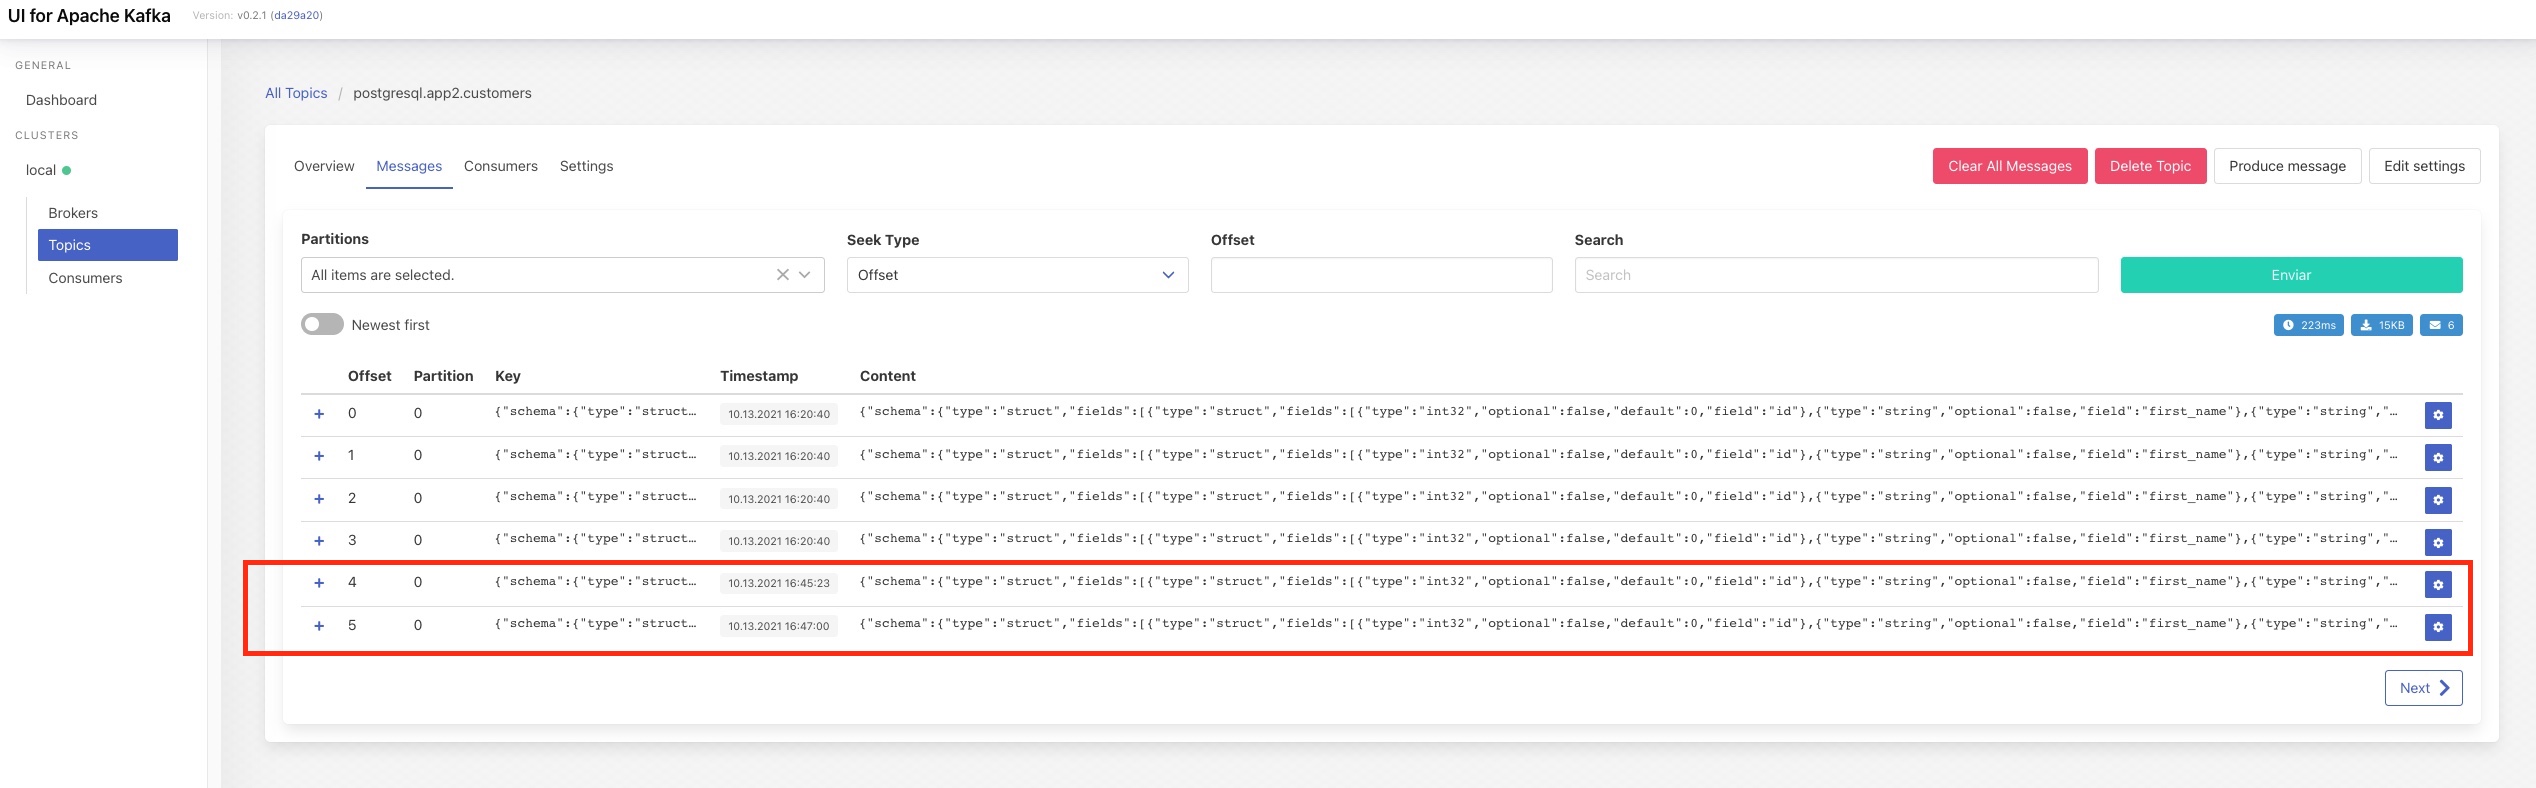 UI for Apache Kafka Version: v0.2.1 (da29a20)
GENERAL
Dashboard
CLUSTERS
local
Brokers
Topics
Consumers
All Topics / postgresql.app2.customers
Overview Messages Consumers Settings
Clear All Messages Delete Topic Produce message Edit settings
Partitions Seek Type Offset Search
All items are selected. Offset Search Enviar
Newest first 223ms 15KB 6
Offset Partition Key Timestamp Content
+ 0 0 {"schema":{"type":"struct… 10.13.2021 16:20:40 {"schema":{"type":"struct","fields":[{"type":"struct","fields":[{"type":"int32","optional":false,"default":0,"field":"id"},{"type":"string","optional":false,"field":"first_name"},{"type":"string","…
+ 1 0 {"schema":{"type":"struct… 10.13.2021 16:20:40 {"schema":{"type":"struct","fields":[{"type":"struct","fields":[{"type":"int32","optional":false,"default":0,"field":"id"},{"type":"string","optional":false,"field":"first_name"},{"type":"string","…
+ 2 0 {"schema":{"type":"struct… 10.13.2021 16:20:40 {"schema":{"type":"struct","fields":[{"type":"struct","fields":[{"type":"int32","optional":false,"default":0,"field":"id"},{"type":"string","optional":false,"field":"first_name"},{"type":"string","…
+ 3 0 {"schema":{"type":"struct… 10.13.2021 16:20:40 {"schema":{"type":"struct","fields":[{"type":"struct","fields":[{"type":"int32","optional":false,"default":0,"field":"id"},{"type":"string","optional":false,"field":"first_name"},{"type":"string","…
+ 4 0 {"schema":{"type":"struct… 10.13.2021 16:45:23 {"schema":{"type":"struct","fields":[{"type":"struct","fields":[{"type":"int32","optional":false,"default":0,"field":"id"},{"type":"string","optional":false,"field":"first_name"},{"type":"string","…
+ 5 0 {"schema":{"type":"struct… 10.13.2021 16:47:00 {"schema":{"type":"struct","fields":[{"type":"struct","fields":[{"type":"int32","optional":false,"default":0,"field":"id"},{"type":"string","optional":false,"field":"first_name"},{"type":"string","…
Next